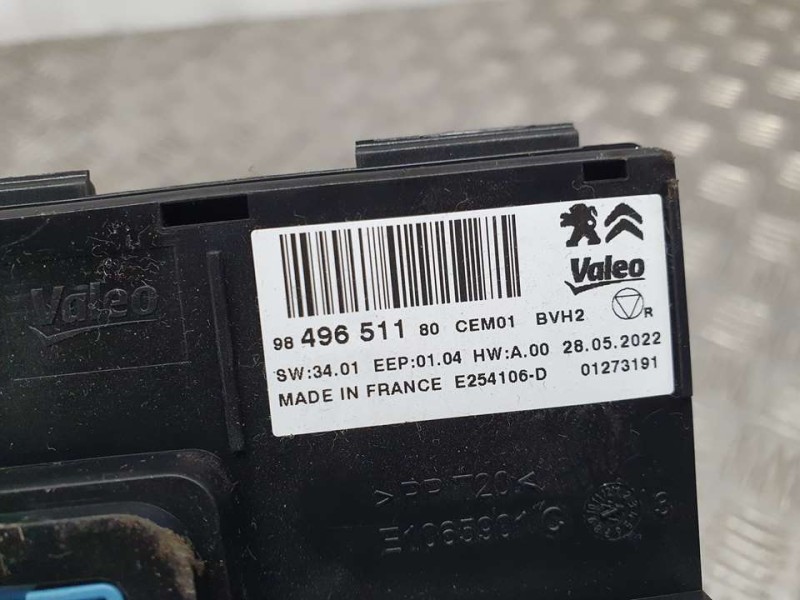 Valeo
Valeo
98 496 511 80 CEM01 BVH2 R
SW:34.01 EEP:01.04 HW:A.00 28.05.2022
MADE IN FRANCE E254106-D 01273191
>PP T20<